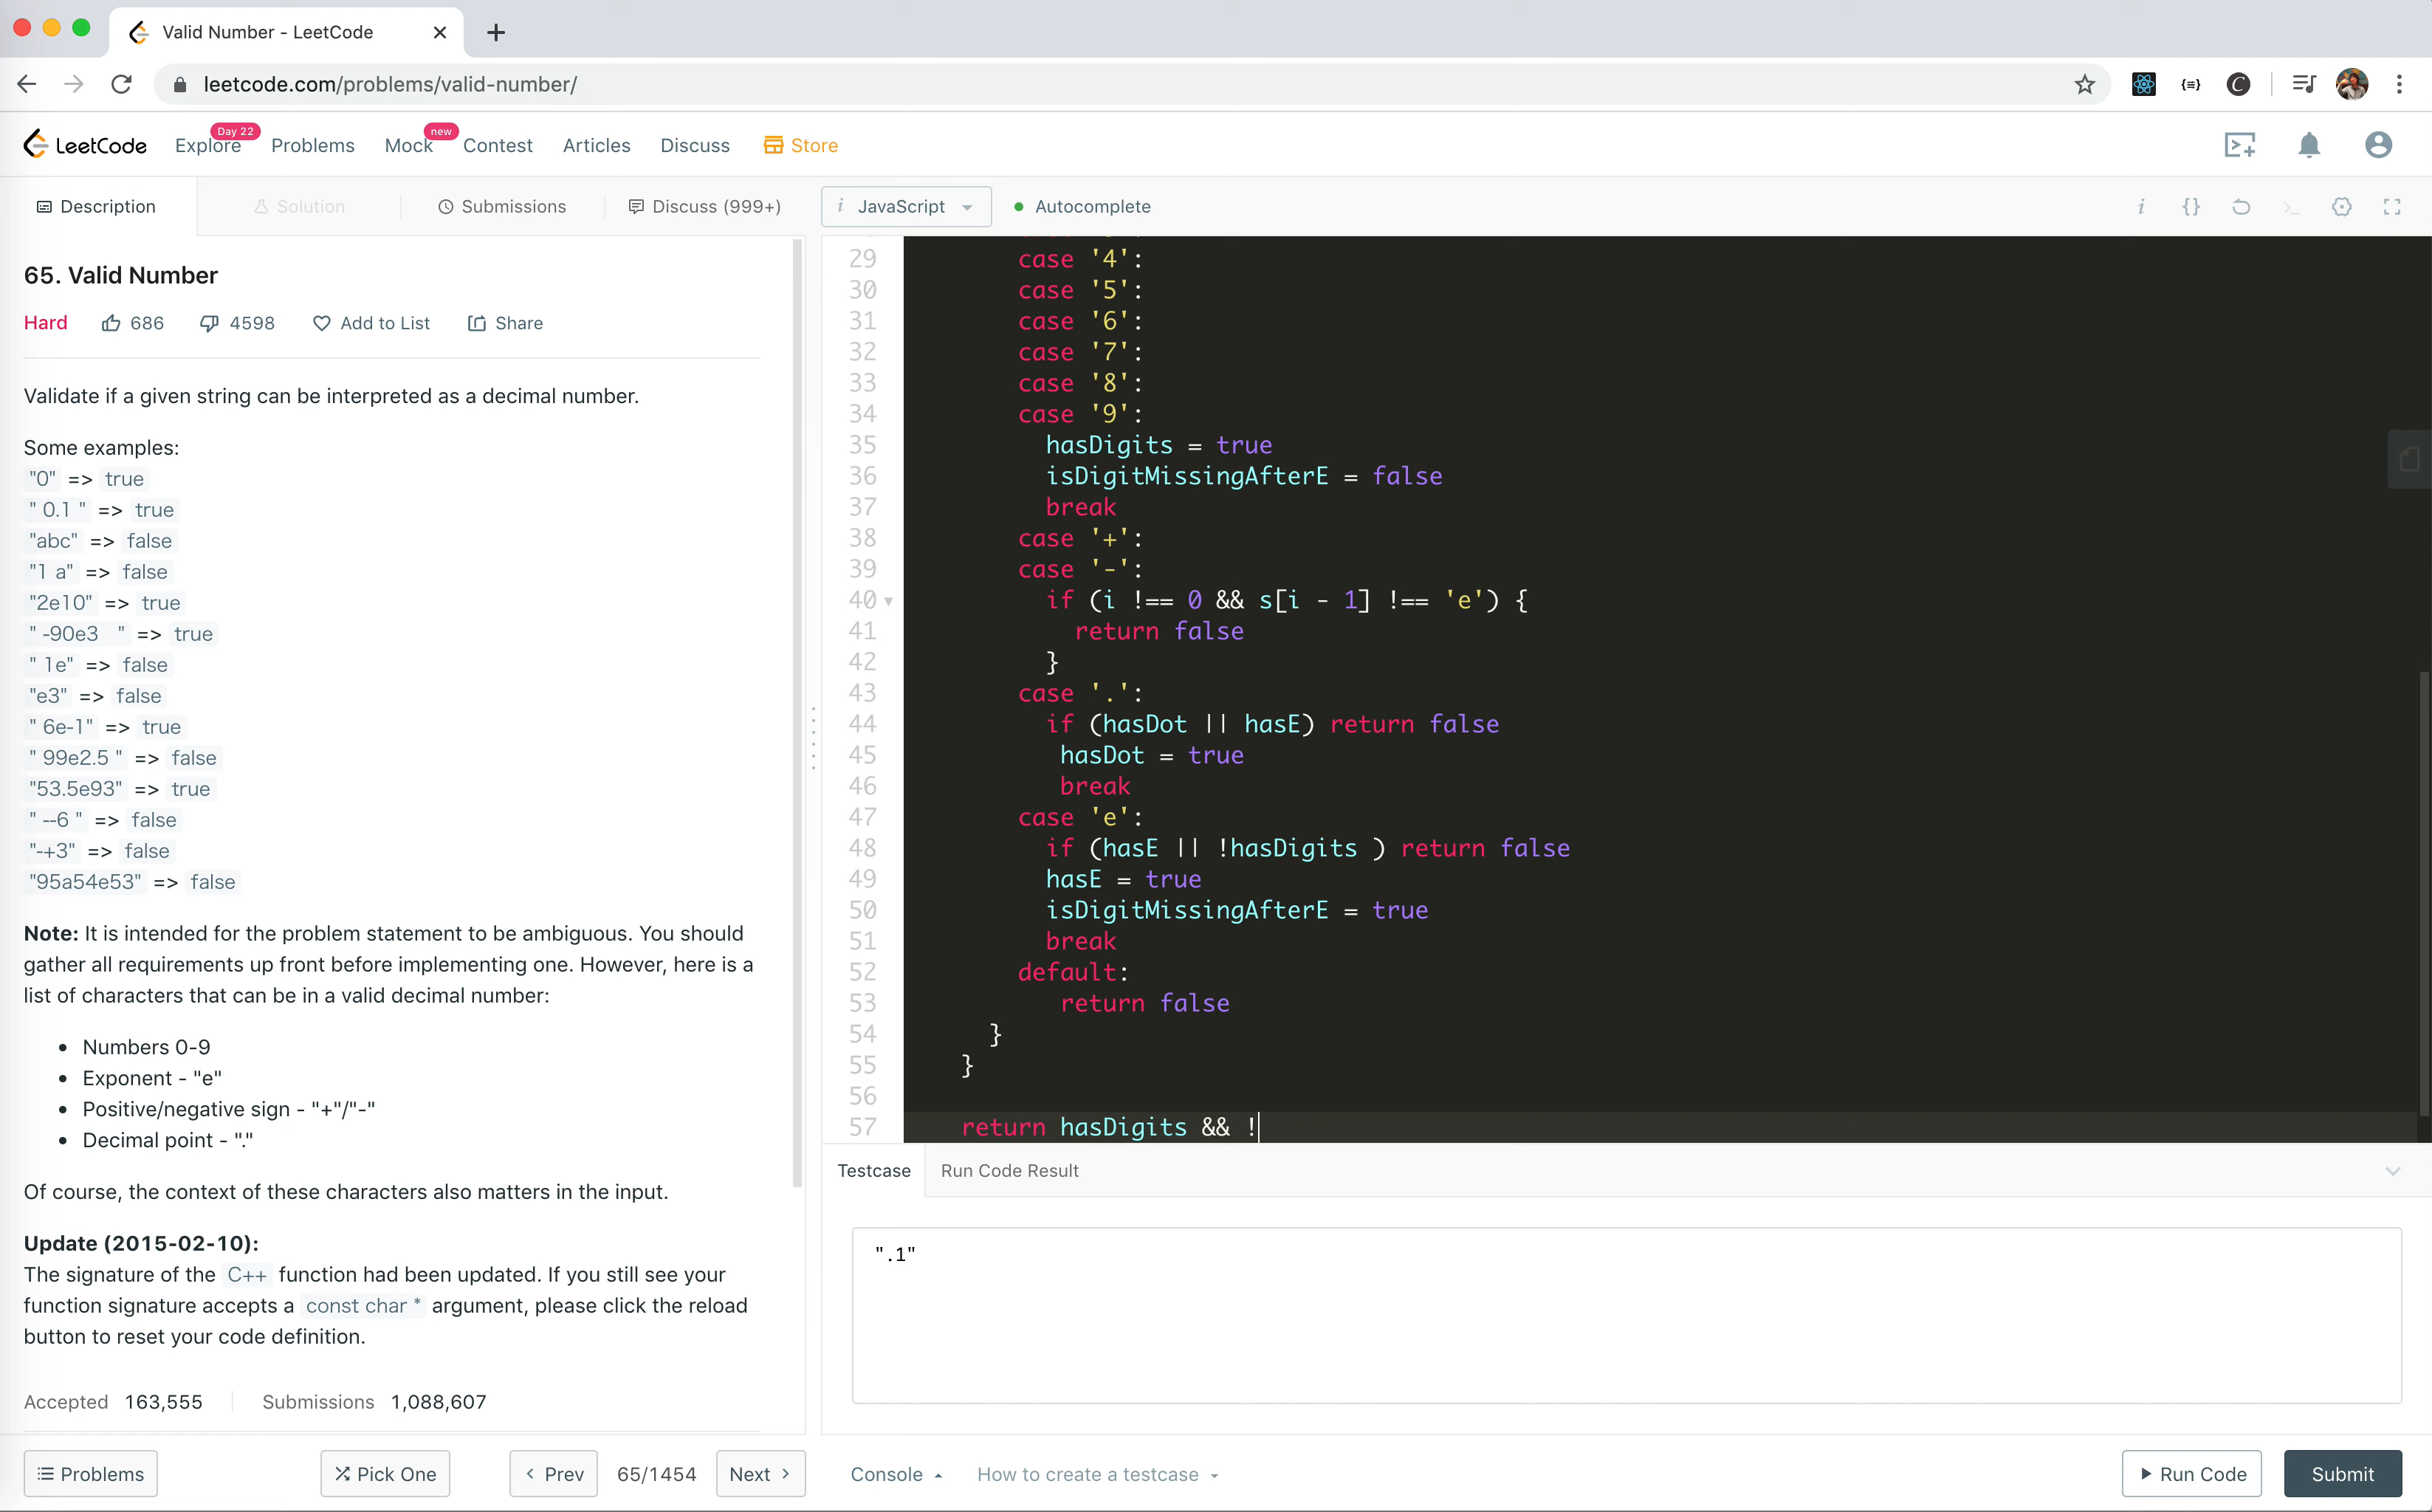 Valid Number - LeetCode
leetcode.com/problems/valid-number/
LeetCode
Explore
Day 22
Problems
Mock
new
Contest
Articles
Discuss
Store
Description
Solution
Submissions
Discuss (999+)
i JavaScript
Autocomplete
65. Valid Number
Hard
686
4598
Add to List
Share
Validate if a given string can be interpreted as a decimal number.
Some examples:
"0" => true
" 0.1 " => true
"abc" => false
"1 a" => false
"2e10" => true
" -90e3   " => true
" 1e" => false
"e3" => false
" 6e-1" => true
" 99e2.5 " => false
"53.5e93" => true
" --6 " => false
"-+3" => false
"95a54e53" => false
Note: It is intended for the problem statement to be ambiguous. You should
gather all requirements up front before implementing one. However, here is a
list of characters that can be in a valid decimal number:
• Numbers 0-9
• Exponent - "e"
• Positive/negative sign - "+"/"-"
• Decimal point - "."
Of course, the context of these characters also matters in the input.
Update (2015-02-10):
The signature of the C++ function had been updated. If you still see your
function signature accepts a const char * argument, please click the reload
button to reset your code definition.
Accepted 163,555
Submissions 1,088,607
Problems
Pick One
Prev
65/1454
Next
29 case '4':
30 case '5':
31 case '6':
32 case '7':
33 case '8':
34 case '9':
35 hasDigits = true
36 isDigitMissingAfterE = false
37 break
38 case '+':
39 case '-':
40 if (i !== 0 && s[i - 1] !== 'e') {
41 return false
42 }
43 case '.':
44 if (hasDot || hasE) return false
45 hasDot = true
46 break
47 case 'e':
48 if (hasE || !hasDigits ) return false
49 hasE = true
50 isDigitMissingAfterE = true
51 break
52 default:
53 return false
54 }
55 }
56
57 return hasDigits && !
Testcase
Run Code Result
".1"
Console
How to create a testcase
Run Code
Submit